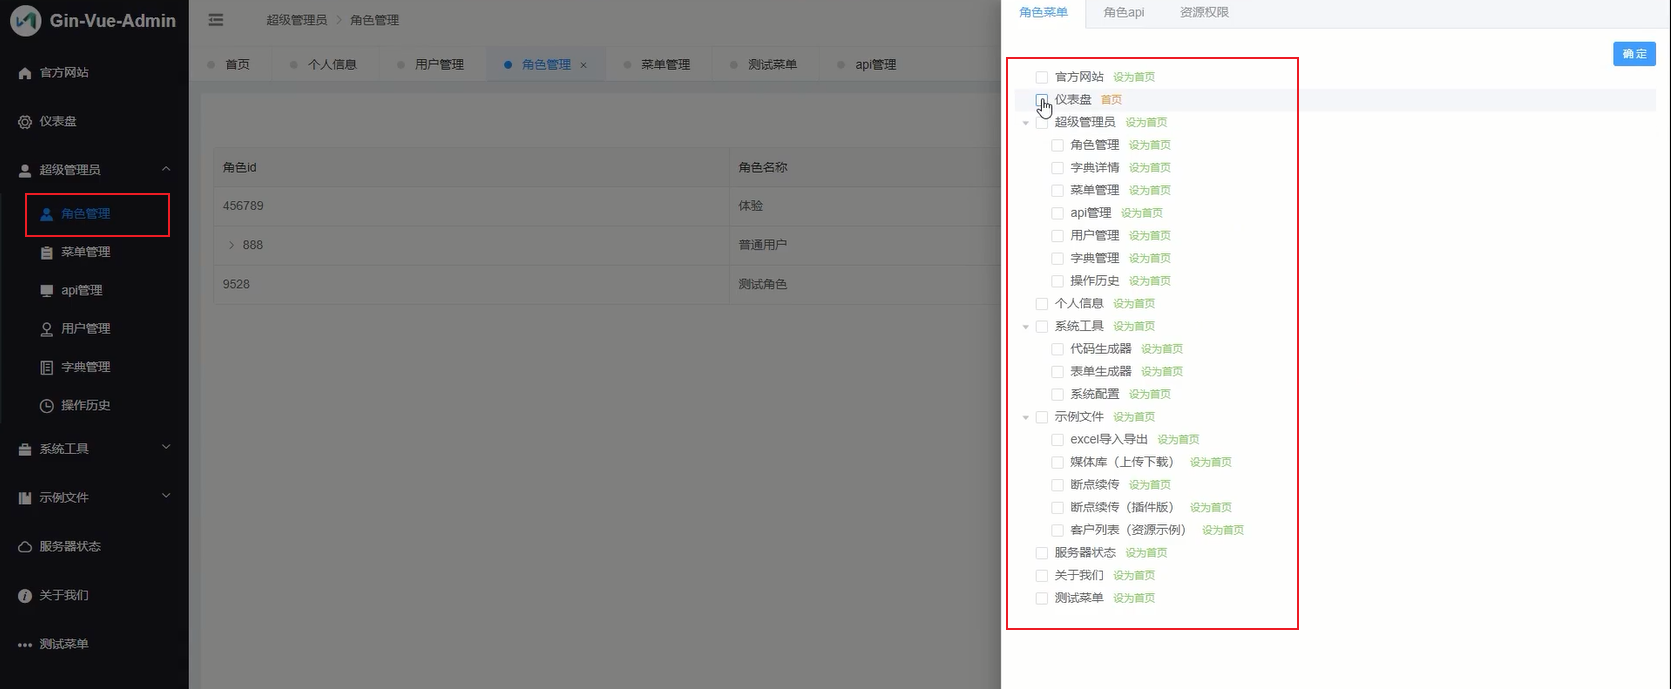 Gin-Vue-Admin
官方网站
仪表盘
超级管理员
角色管理
菜单管理
api管理
用户管理
字典管理
操作历史
系统工具
示例文件
服务器状态
关于我们
测试菜单
超级管理员 > 角色管理
首页 个人信息 用户管理 角色管理 × 菜单管理 测试菜单 api管理
角色id 角色名称
456789 体验
888 普通用户
9528 测试角色
角色菜单 角色api 资源权限
确定
官方网站 设为首页
仪表盘 首页
超级管理员 设为首页
角色管理 设为首页
字典详情 设为首页
菜单管理 设为首页
api管理 设为首页
用户管理 设为首页
字典管理 设为首页
操作历史 设为首页
个人信息 设为首页
系统工具 设为首页
代码生成器 设为首页
表单生成器 设为首页
系统配置 设为首页
示例文件 设为首页
excel导入导出 设为首页
媒体库（上传下载） 设为首页
断点续传 设为首页
断点续传（插件版） 设为首页
客户列表（资源示例） 设为首页
服务器状态 设为首页
关于我们 设为首页
测试菜单 设为首页